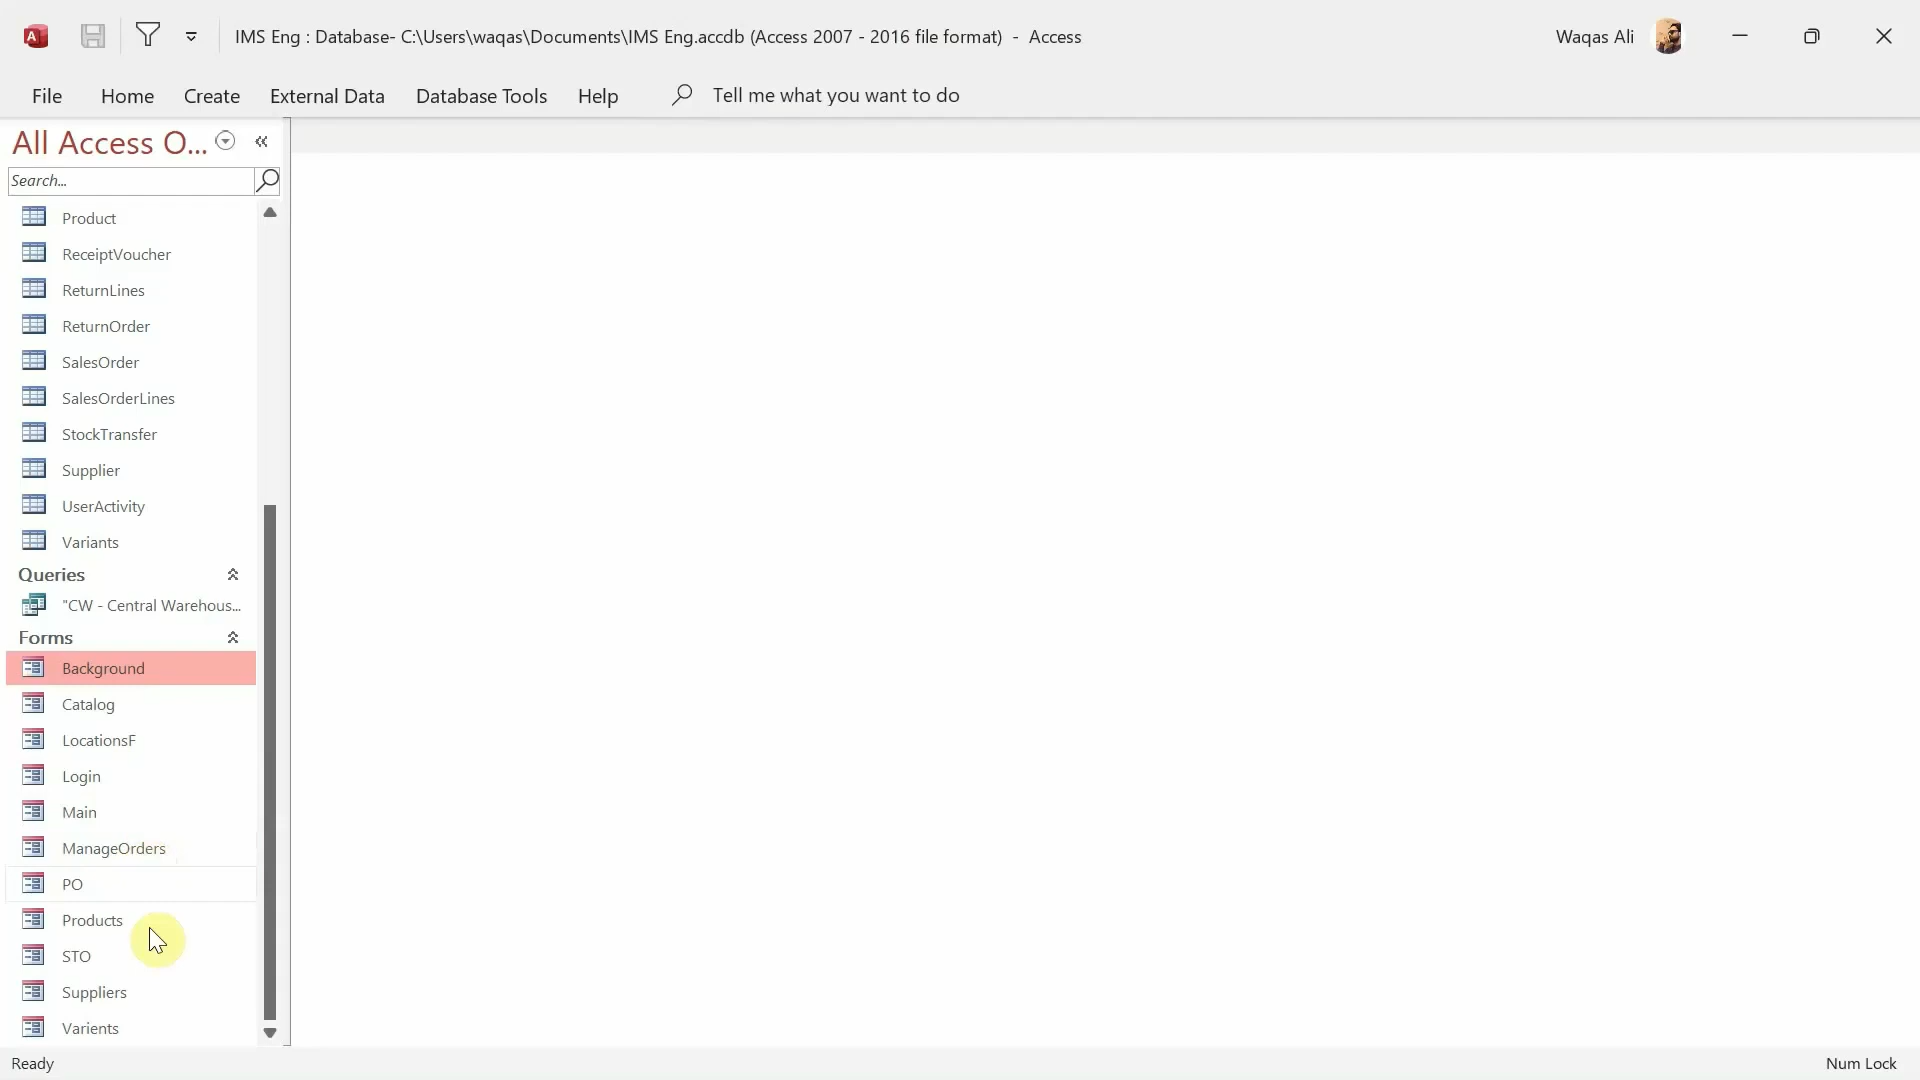 IMS Eng : Database- C:\Users\waqas\Documents\IMS Eng.accdb (Access 2007 - 2016 file format) - Access
Waqas Ali
File Home Create External Data Database Tools Help Tell me what you want to do
All Access O...
Search...
Product
ReceiptVoucher
ReturnLines
ReturnOrder
SalesOrder
SalesOrderLines
StockTransfer
Supplier
UserActivity
Variants
Queries
"CW - Central Warehous...
Forms
Background
Catalog
LocationsF
Login
Main
ManageOrders
PO
Products
STO
Suppliers
Varients
Ready
Num Lock